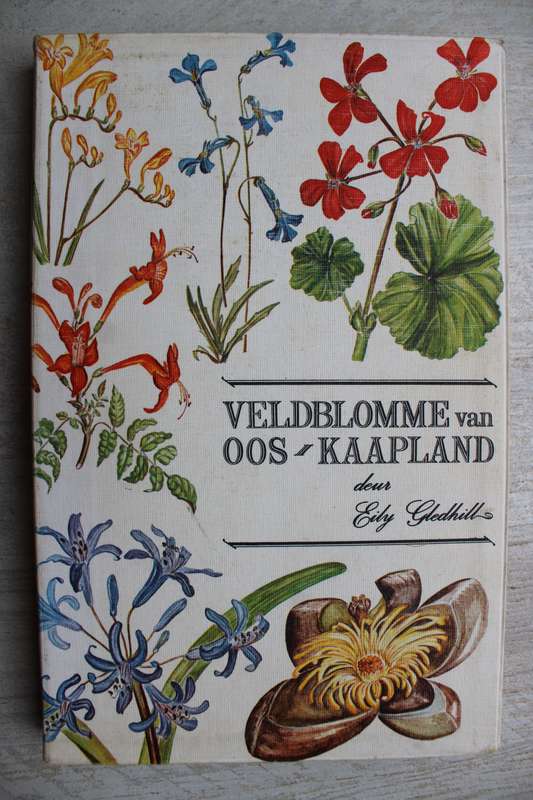 VELDBLOMME van
OOS-KAAPLAND
deur
Eily Gledhill